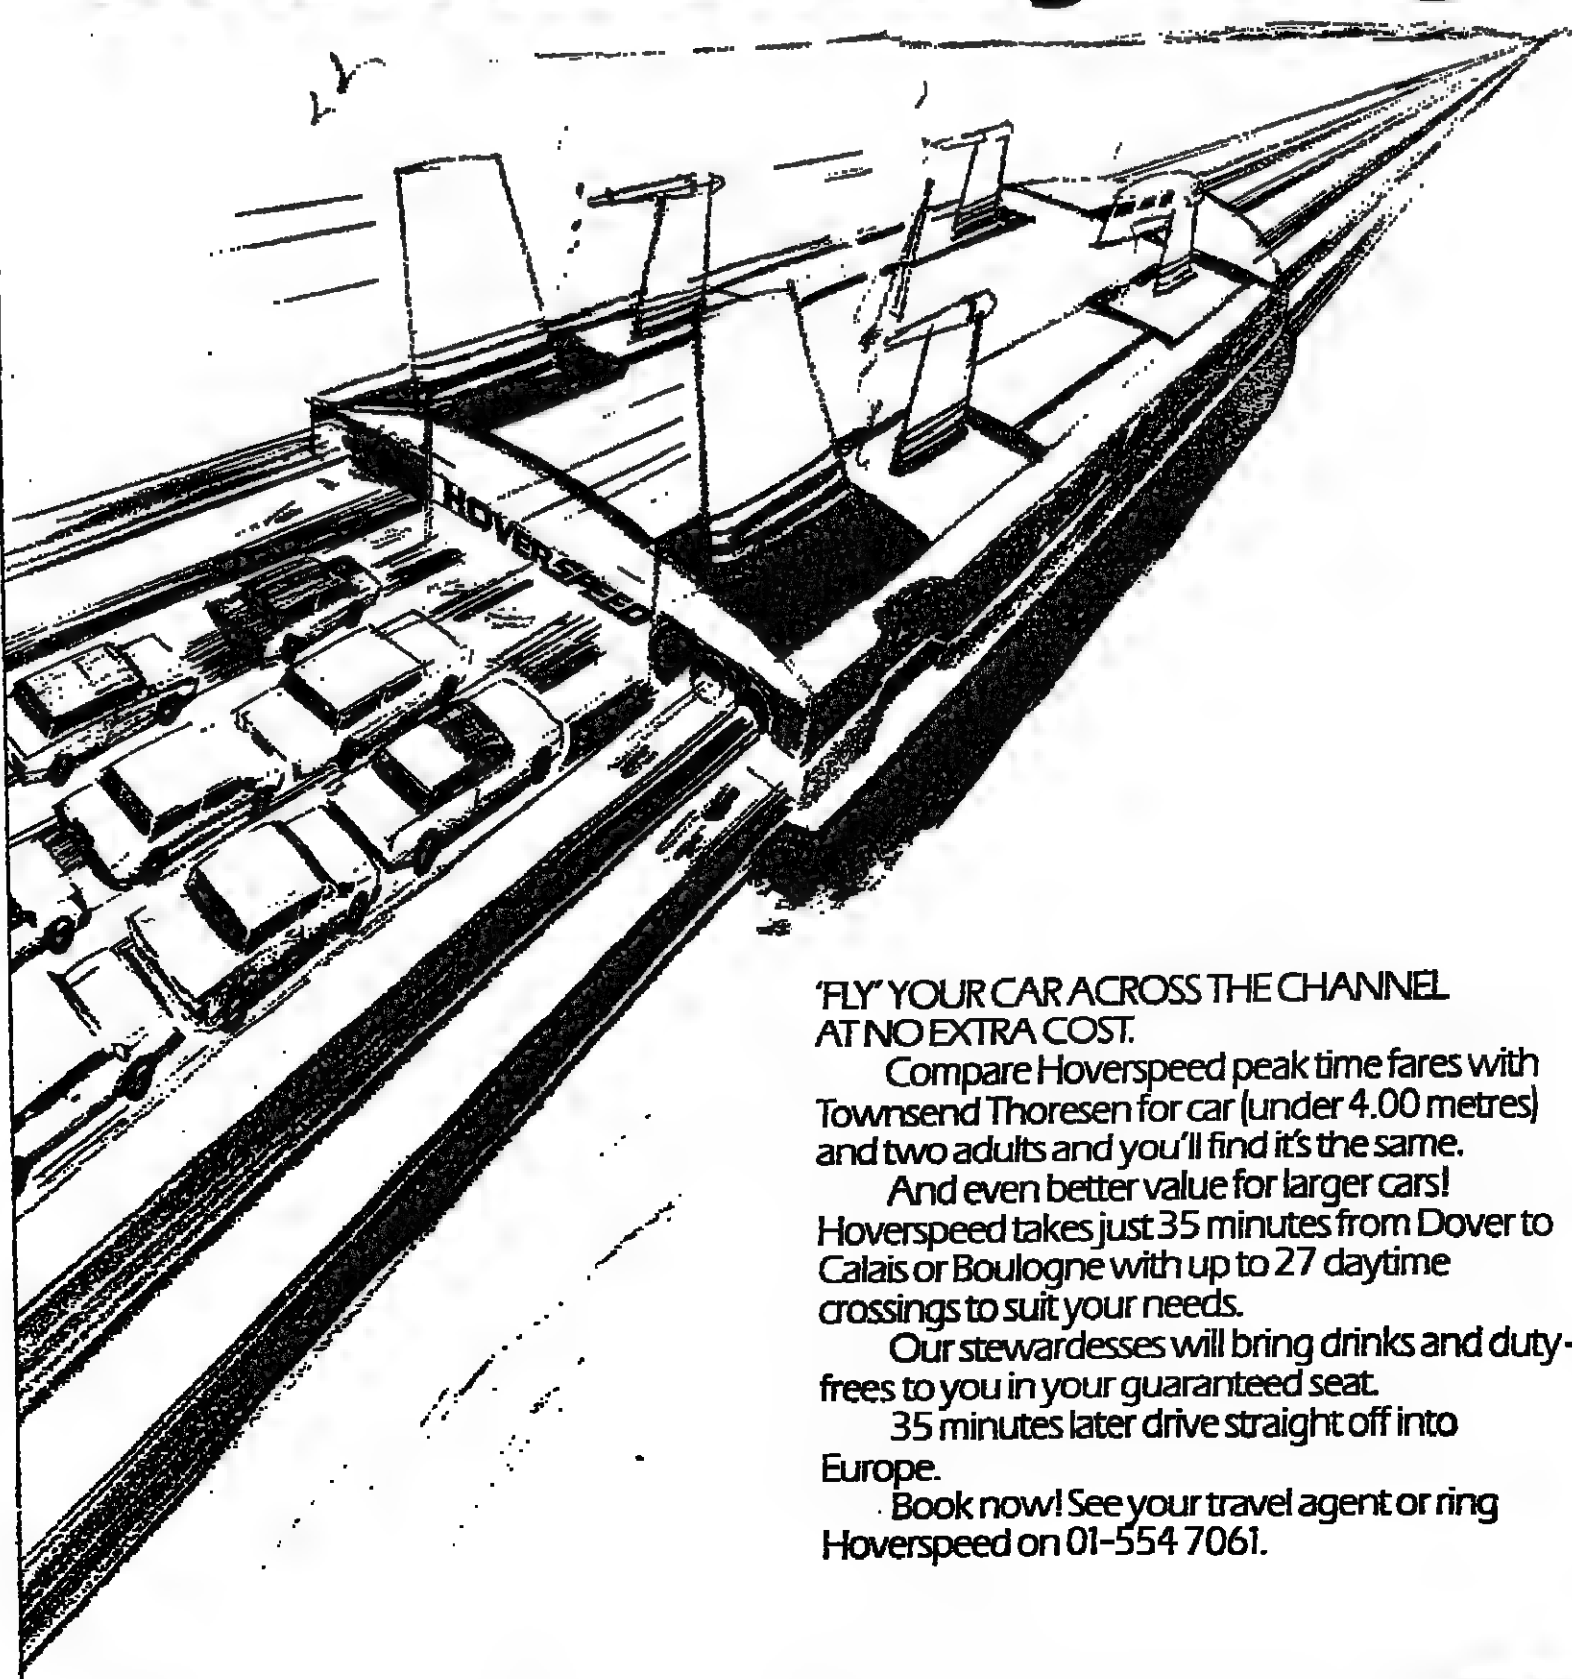 HOVERSPEED
‘FLY’ YOUR CAR ACROSS THE CHANNEL
AT NO EXTRA COST.
Compare Hoverspeed peak time fares with
Townsend Thoresen for car (under 4.00 metres)
and two adults and you’ll find it’s the same.
And even better value for larger cars!
Hoverspeed takes just 35 minutes from Dover to
Calais or Boulogne with up to 27 daytime
crossings to suit your needs.
Our stewardesses will bring drinks and duty-
frees to you in your guaranteed seat.
35 minutes later drive straight off into
Europe.
Book now! See your travel agent or ring
Hoverspeed on 01-554 7061.